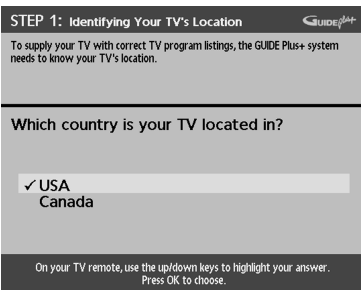 STEP 1: Identifying Your TV's Location GUIDEPlus+
To supply your TV with correct TV program listings, the GUIDE Plus+ system
needs to know your TV's location.
Which country is your TV located in?
✓ USA
Canada
On your TV remote, use the up/down keys to highlight your answer.
Press OK to choose.